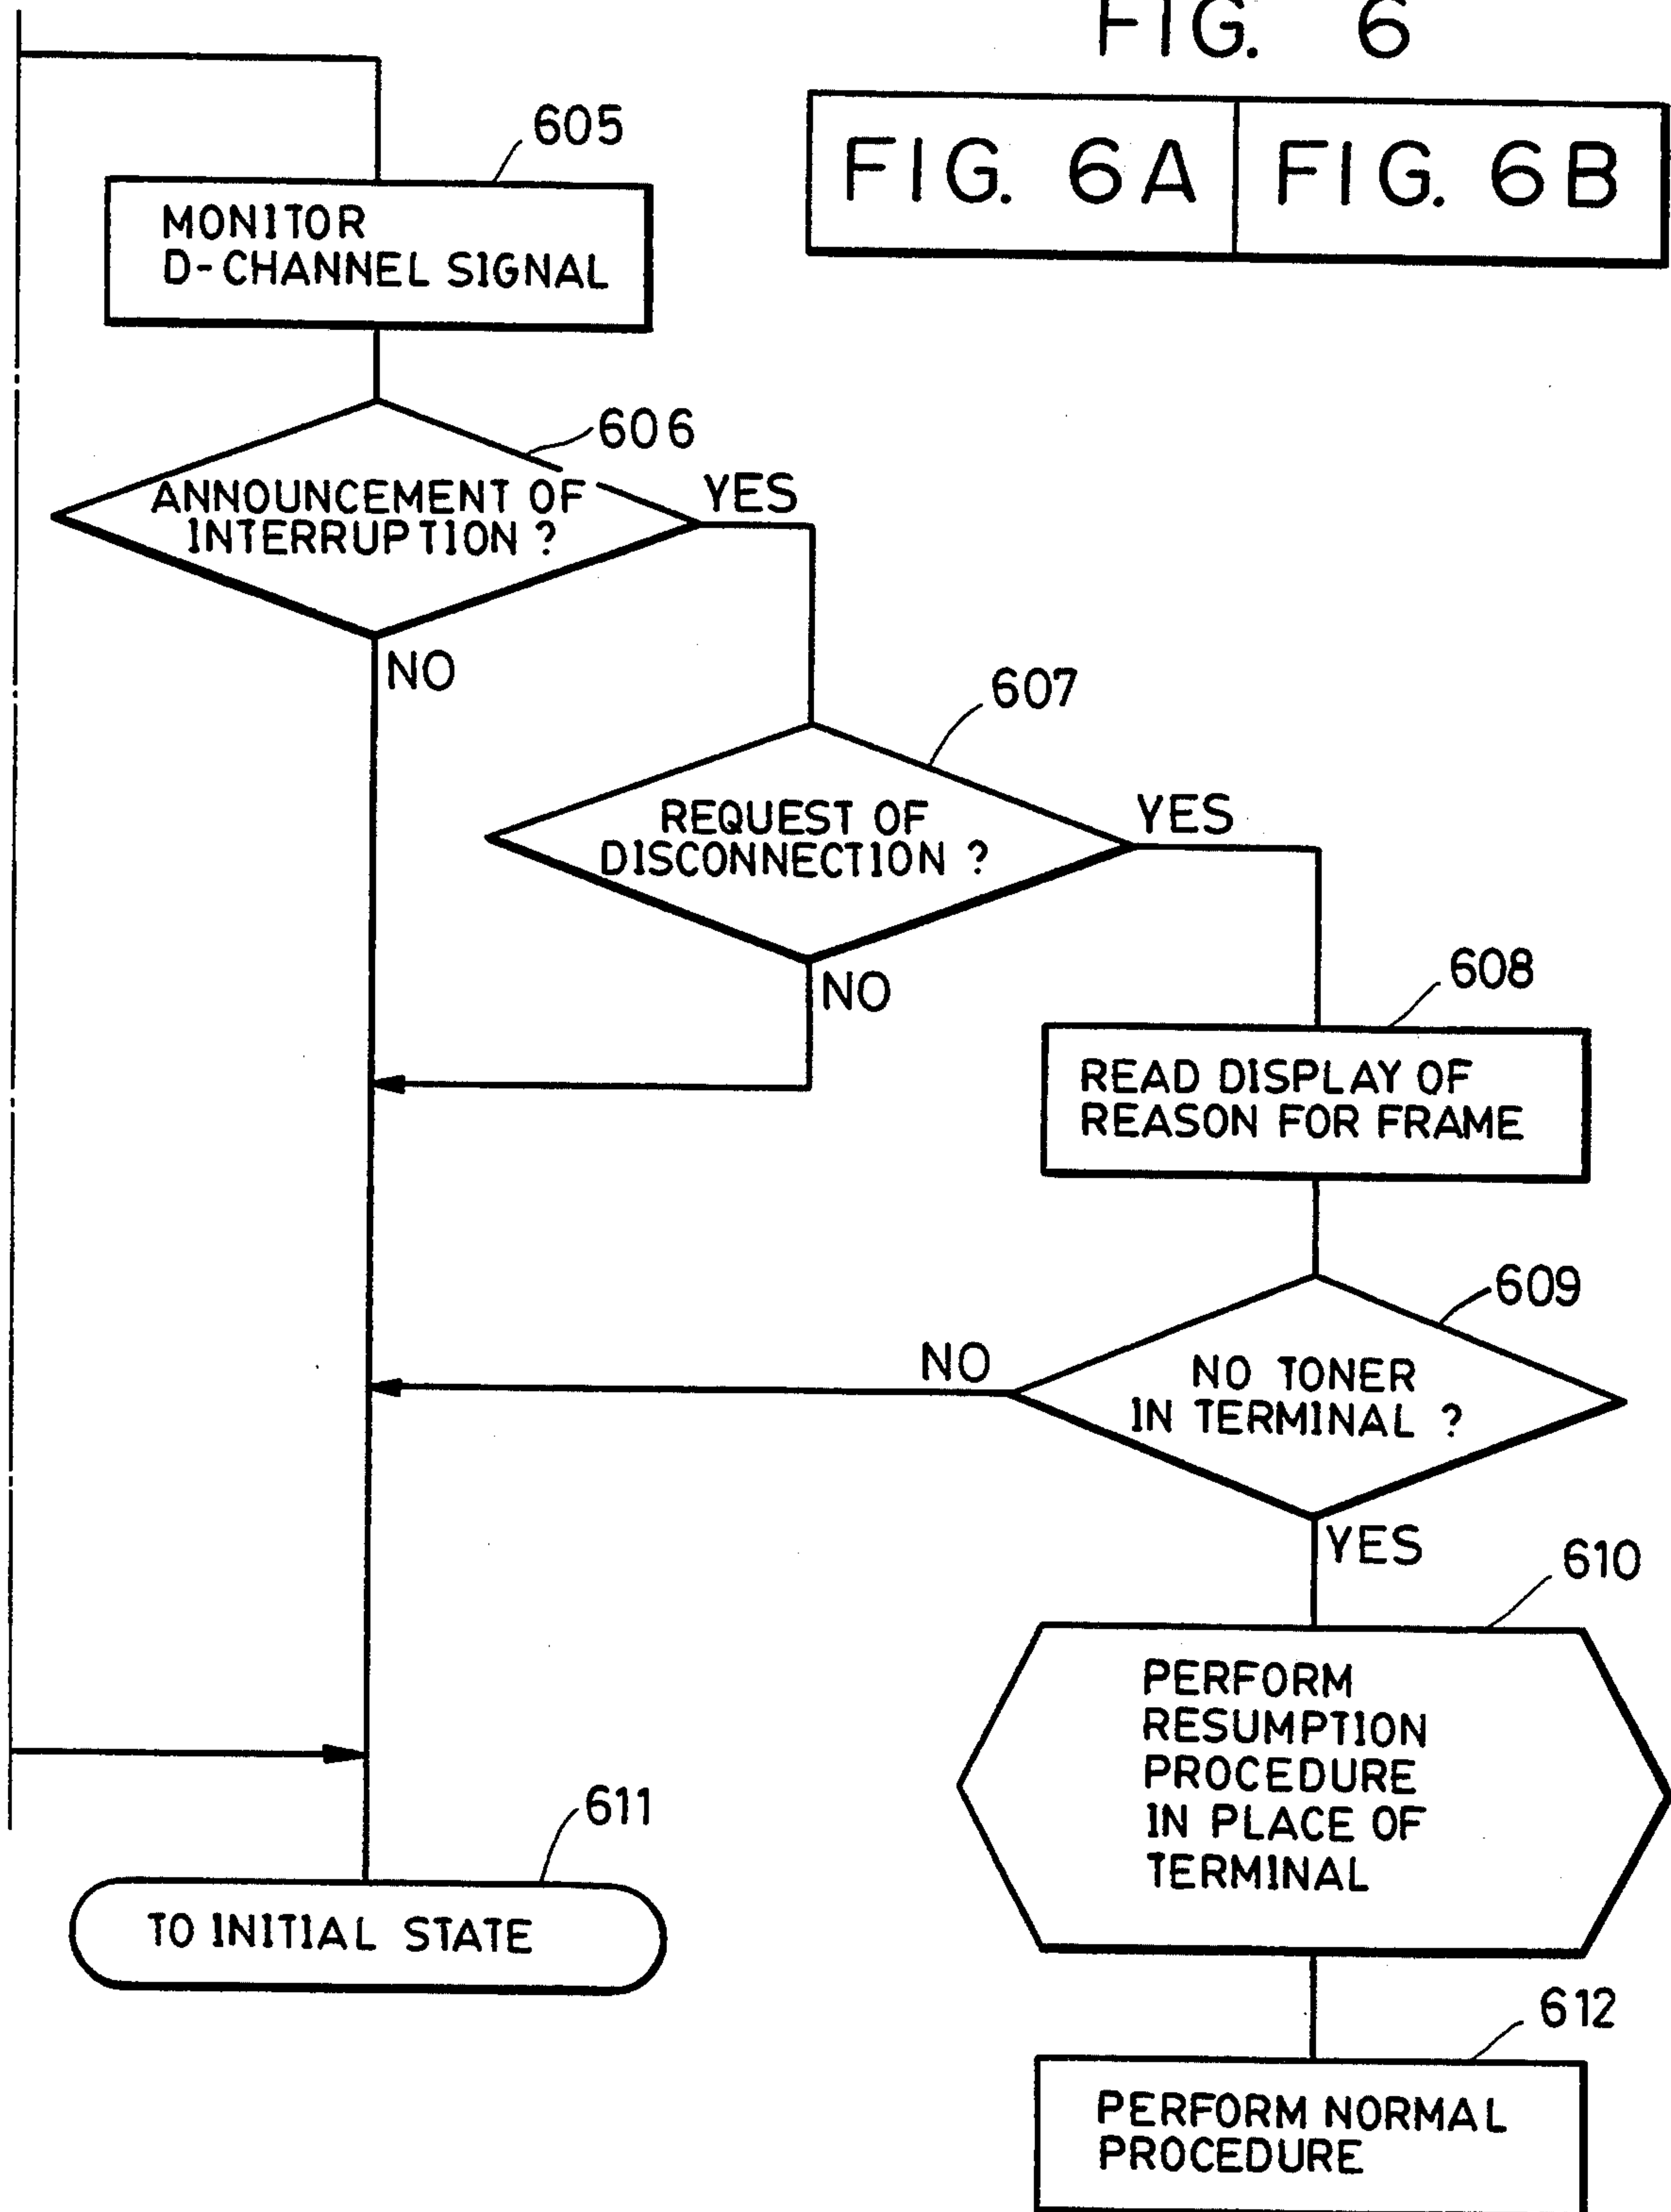 FIG. 6
FIG. 6A FIG. 6B
605
MONITOR
D-CHANNEL SIGNAL
606
ANNOUNCEMENT OF
INTERRUPTION ?
YES
NO
607
REQUEST OF
DISCONNECTION ?
YES
NO
608
READ DISPLAY OF
REASON FOR FRAME
609
NO TONER
IN TERMINAL ?
NO
YES
610
PERFORM
RESUMPTION
PROCEDURE
IN PLACE OF
TERMINAL
611
TO INITIAL STATE
612
PERFORM NORMAL
PROCEDURE